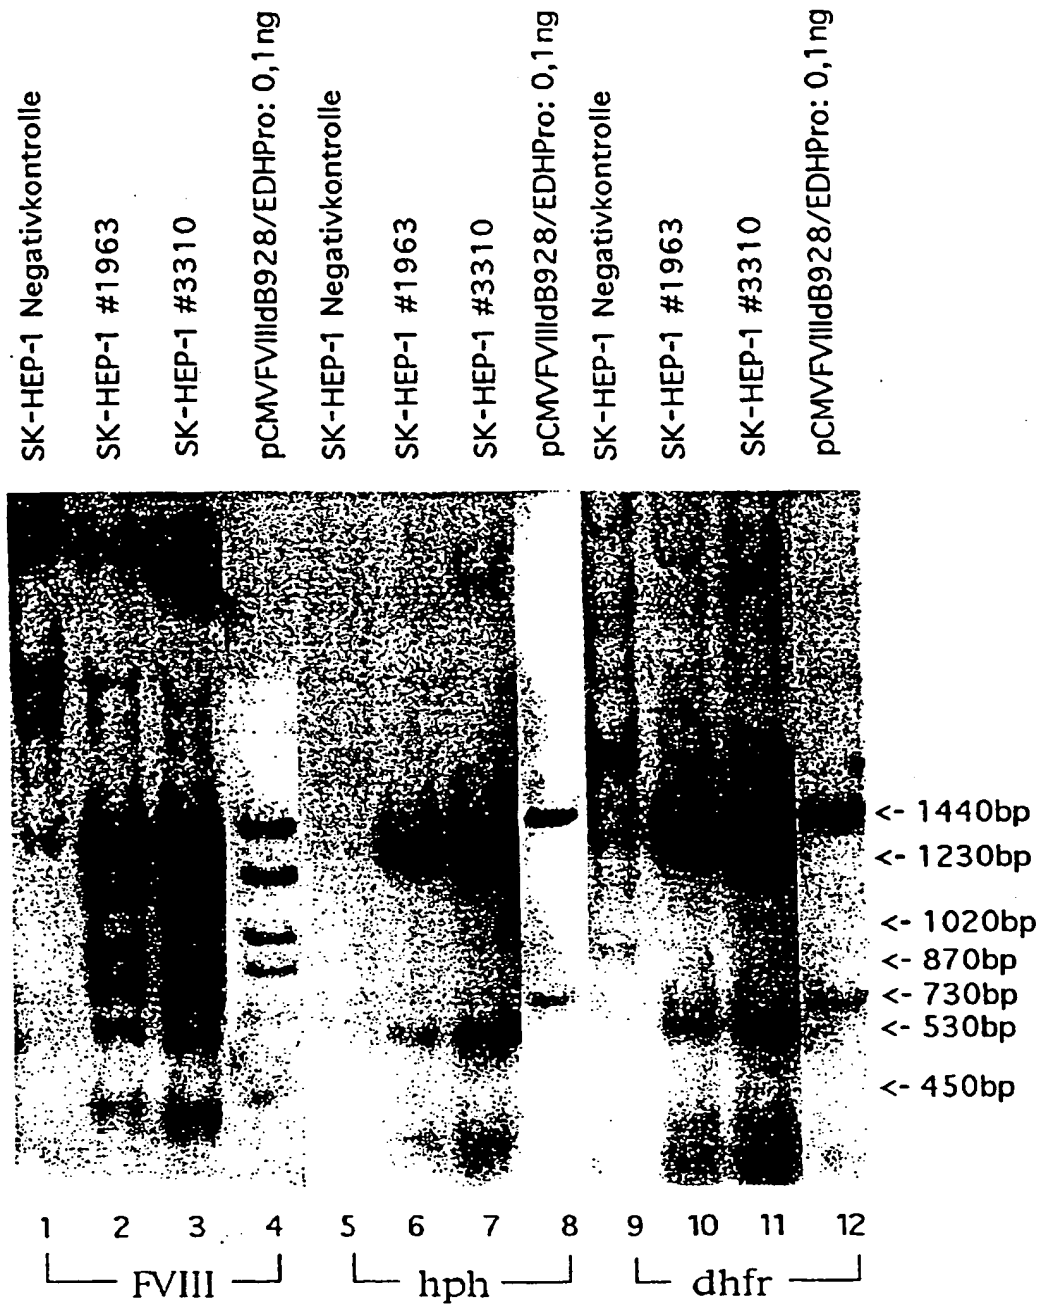 SK-HEP-1 Negativkontrolle
SK-HEP-1 #1963
SK-HEP-1 #3310
pCMVFVIIIdB928/EDHPro: 0,1ng
SK-HEP-1 Negativkontrolle
SK-HEP-1 #1963
SK-HEP-1 #3310
pCMVFVIIIdB928/EDHPro: 0,1ng
SK-HEP-1 Negativkontrolle
SK-HEP-1 #1963
SK-HEP-1 #3310
pCMVFVIIIdB928/EDHPro: 0,1ng
<- 1440bp
<- 1230bp
<- 1020bp
<- 870bp
<- 730bp
<- 530bp
<- 450bp
1 2 3 4 5 6 7 8 9 10 11 12
FVIII hph dhfr